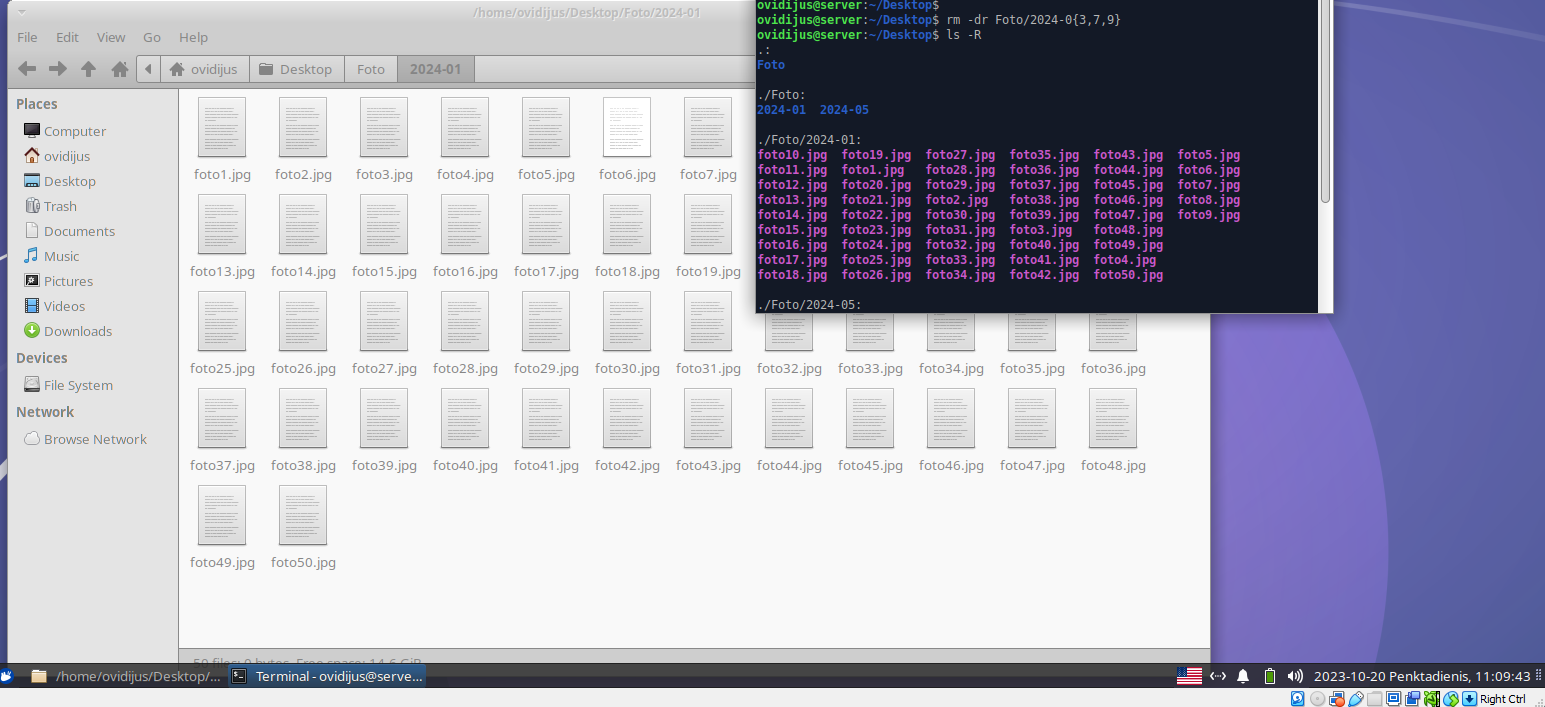 /home/ovidijus/Desktop/Foto/2024-01
File Edit View Go Help
ovidijus Desktop Foto 2024-01
Places
Computer
ovidijus
Desktop
Trash
Documents
Music
Pictures
Videos
Downloads
Devices
File System
Network
Browse Network
foto1.jpg foto2.jpg foto3.jpg foto4.jpg foto5.jpg foto6.jpg foto7.jpg
foto13.jpg foto14.jpg foto15.jpg foto16.jpg foto17.jpg foto18.jpg foto19.jpg
foto25.jpg foto26.jpg foto27.jpg foto28.jpg foto29.jpg foto30.jpg foto31.jpg foto32.jpg foto33.jpg foto34.jpg foto35.jpg foto36.jpg
foto37.jpg foto38.jpg foto39.jpg foto40.jpg foto41.jpg foto42.jpg foto43.jpg foto44.jpg foto45.jpg foto46.jpg foto47.jpg foto48.jpg
foto49.jpg foto50.jpg
50 files: 0 bytes, Free space: 14.6 GiB
ovidijus@server:~/Desktop$
ovidijus@server:~/Desktop$ rm -dr Foto/2024-0{3,7,9}
ovidijus@server:~/Desktop$ ls -R
.:
Foto
./Foto:
2024-01 2024-05
./Foto/2024-01:
foto10.jpg foto19.jpg foto27.jpg foto35.jpg foto43.jpg foto5.jpg
foto11.jpg foto1.jpg foto28.jpg foto36.jpg foto44.jpg foto6.jpg
foto12.jpg foto20.jpg foto29.jpg foto37.jpg foto45.jpg foto7.jpg
foto13.jpg foto21.jpg foto2.jpg foto38.jpg foto46.jpg foto8.jpg
foto14.jpg foto22.jpg foto30.jpg foto39.jpg foto47.jpg foto9.jpg
foto15.jpg foto23.jpg foto31.jpg foto3.jpg foto48.jpg
foto16.jpg foto24.jpg foto32.jpg foto40.jpg foto49.jpg
foto17.jpg foto25.jpg foto33.jpg foto41.jpg foto4.jpg
foto18.jpg foto26.jpg foto34.jpg foto42.jpg foto50.jpg
./Foto/2024-05:
/home/ovidijus/Desktop/... Terminal - ovidijus@serve... 2023-10-20 Penktadienis, 11:09:43
Right Ctrl